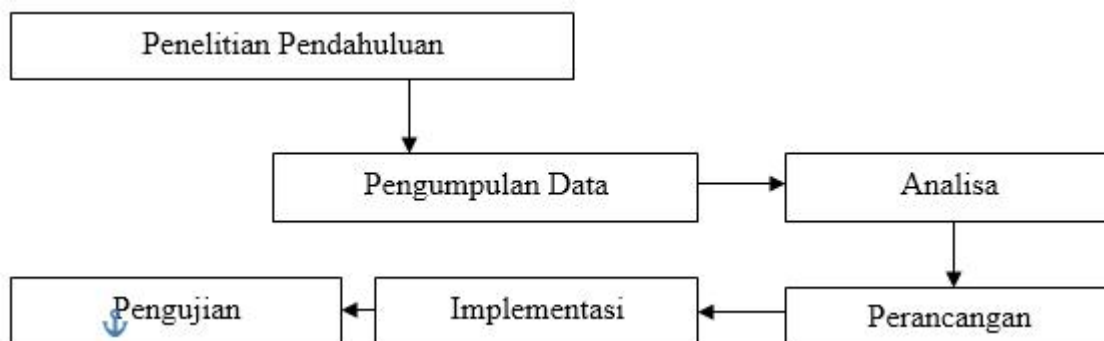 Penelitian Pendahuluan
Pengumpulan Data
Analisa
Perancangan
Implementasi
Pengujian